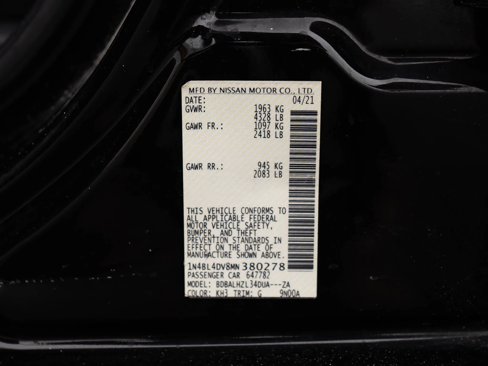 MFD BY NISSAN MOTOR CO., LTD.
DATE: 04/21
GVWR: 1963 KG
4328 LB
GAWR FR.: 1097 KG
2418 LB
GAWR RR.: 945 KG
2083 LB
THIS VEHICLE CONFORMS TO
ALL APPLICABLE FEDERAL
MOTOR VEHICLE SAFETY,
BUMPER, AND THEFT
PREVENTION STANDARDS IN
EFFECT ON THE DATE OF
MANUFACTURE SHOWN ABOVE.
1N4BL4DV8MN380278
PASSENGER CAR 647782
MODEL: BDBALHZL34DUA---ZA
COLOR: KH3 TRIM: G 9N00A